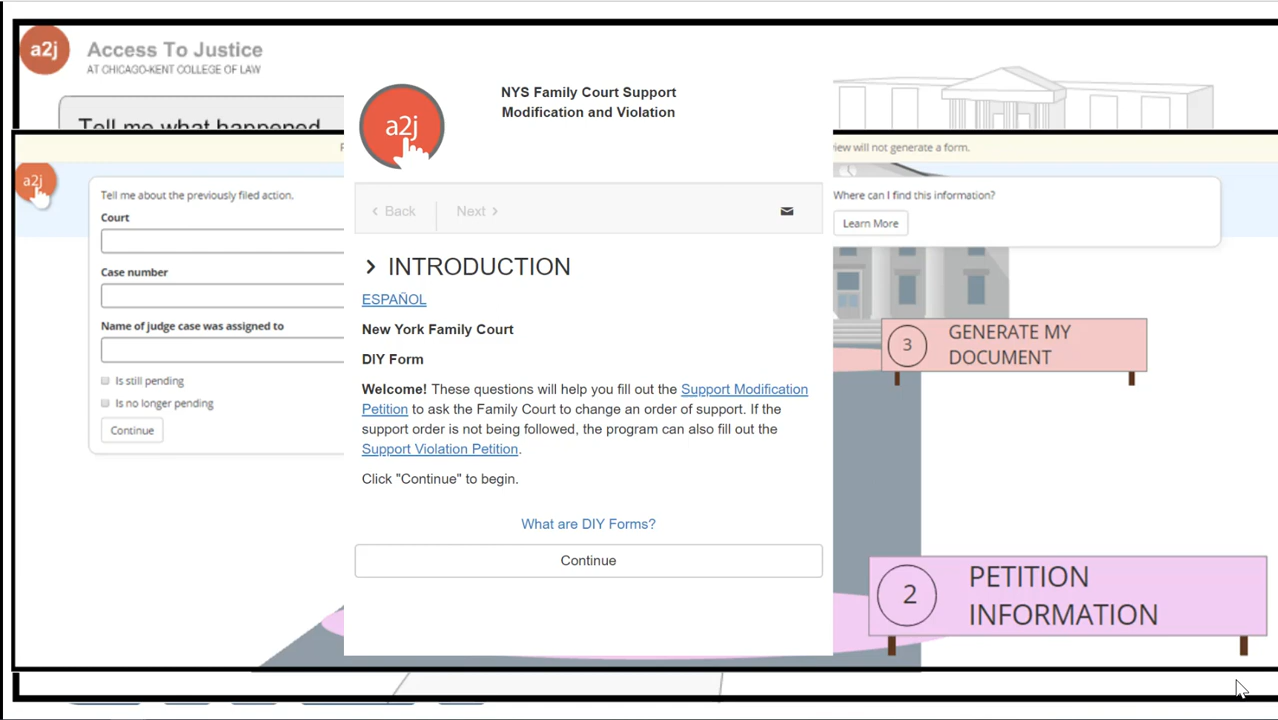 a2j
Access To Justice
AT CHICAGO-KENT COLLEGE OF LAW
Tell me what happened
a2j
NYS Family Court Support
Modification and Violation
view will not generate a form.
a2j
Tell me about the previously filed action.
Court
Case number
Name of judge case was assigned to
Is still pending
Is no longer pending
Continue
Back
Next
INTRODUCTION
ESPAÑOL
New York Family Court
DIY Form
Welcome! These questions will help you fill out the Support Modification
Petition to ask the Family Court to change an order of support. If the
support order is not being followed, the program can also fill out the
Support Violation Petition.
Click "Continue" to begin.
What are DIY Forms?
Continue
Where can I find this information?
Learn More
3
GENERATE MY
DOCUMENT
2
PETITION
INFORMATION